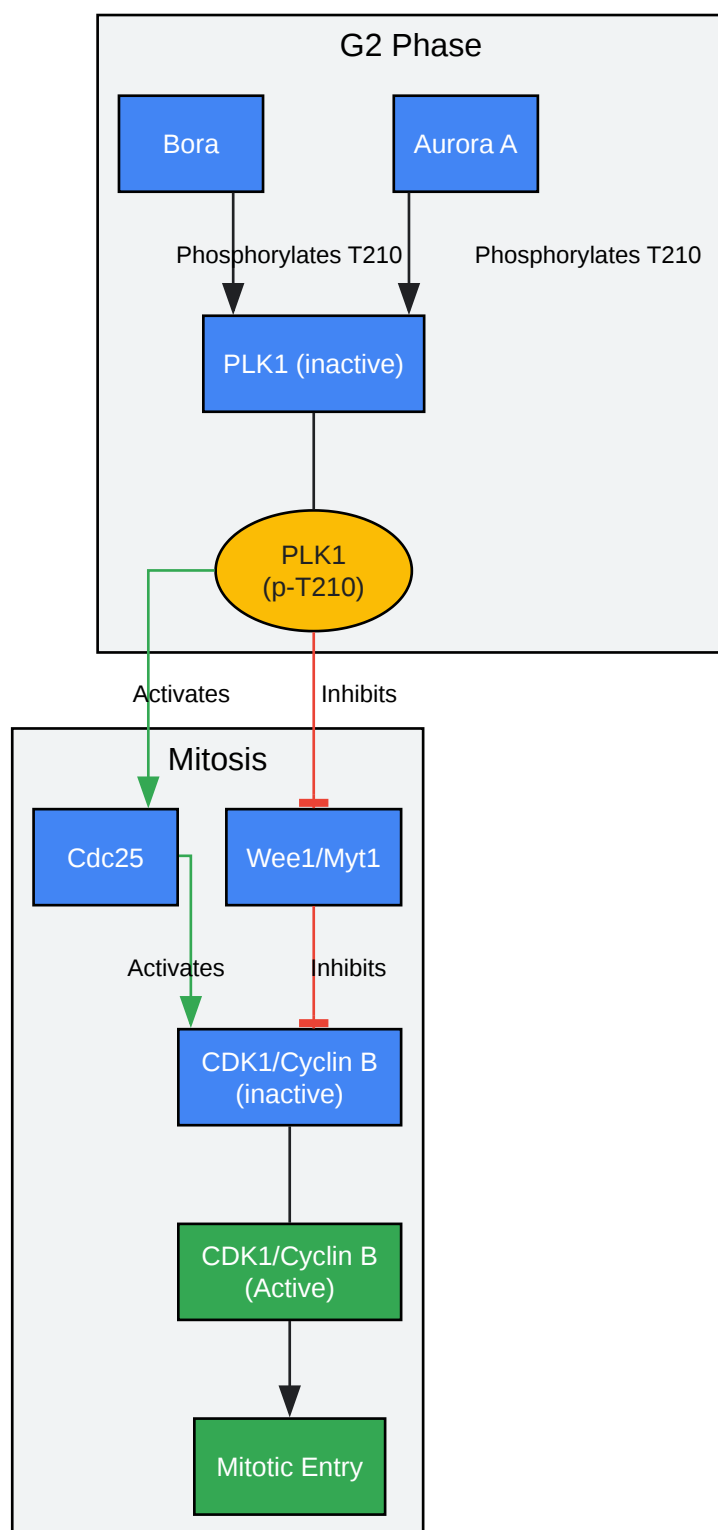 G2 Phase
Bora
Aurora A
Phosphorylates T210
Phosphorylates T210
PLK1 (inactive)
PLK1
(p-T210)
Activates
Inhibits
Mitosis
Cdc25
Wee1/Myt1
Activates
Inhibits
CDK1/Cyclin B
(inactive)
CDK1/Cyclin B
(Active)
Mitotic Entry